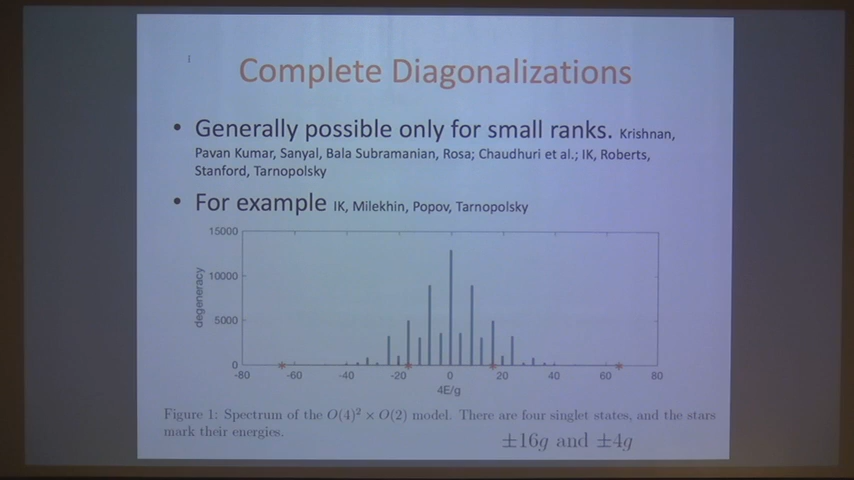 Complete Diagonalizations
• Generally possible only for small ranks. Krishnan,
Pavan Kumar, Sanyal, Bala Subramanian, Rosa; Chaudhuri et al.; IK, Roberts,
Stanford, Tarnopolsky
• For example IK, Milekhin, Popov, Tarnopolsky
15000
10000
5000
0
degeneracy
-80 -60 -40 -20 0 20 40 60 80
4E/g
Figure 1: Spectrum of the O(4)² × O(2) model. There are four singlet states, and the stars
mark their energies.
±16g and ±4g